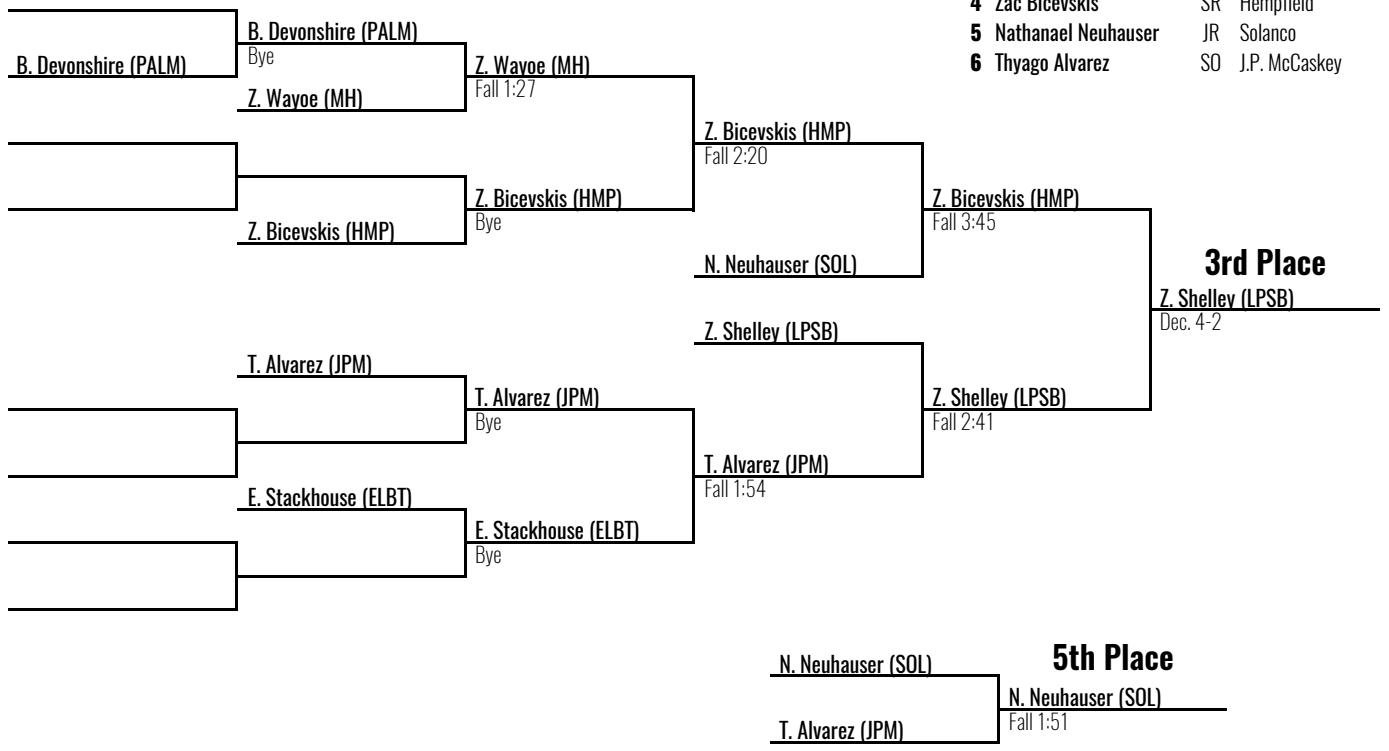 4 Zac Bicevskis SR Hempfield
5 Nathanael Neuhauser JR Solanco
6 Thyago Alvarez SO J.P. McCaskey
B. Devonshire (PALM)
B. Devonshire (PALM)
Bye
Z. Wayoe (MH)
Z. Wayoe (MH)
Fall 1:27
Z. Bicevskis (HMP)
Fall 2:20
Z. Bicevskis (HMP)
Bye
Z. Bicevskis (HMP)
Z. Bicevskis (HMP)
Fall 3:45
N. Neuhauser (SOL)
3rd Place
Z. Shelley (LPSB)
Dec. 4-2
Z. Shelley (LPSB)
T. Alvarez (JPM)
T. Alvarez (JPM)
Bye
Z. Shelley (LPSB)
Fall 2:41
T. Alvarez (JPM)
Fall 1:54
E. Stackhouse (ELBT)
E. Stackhouse (ELBT)
Bye
5th Place
N. Neuhauser (SOL)
N. Neuhauser (SOL)
Fall 1:51
T. Alvarez (JPM)